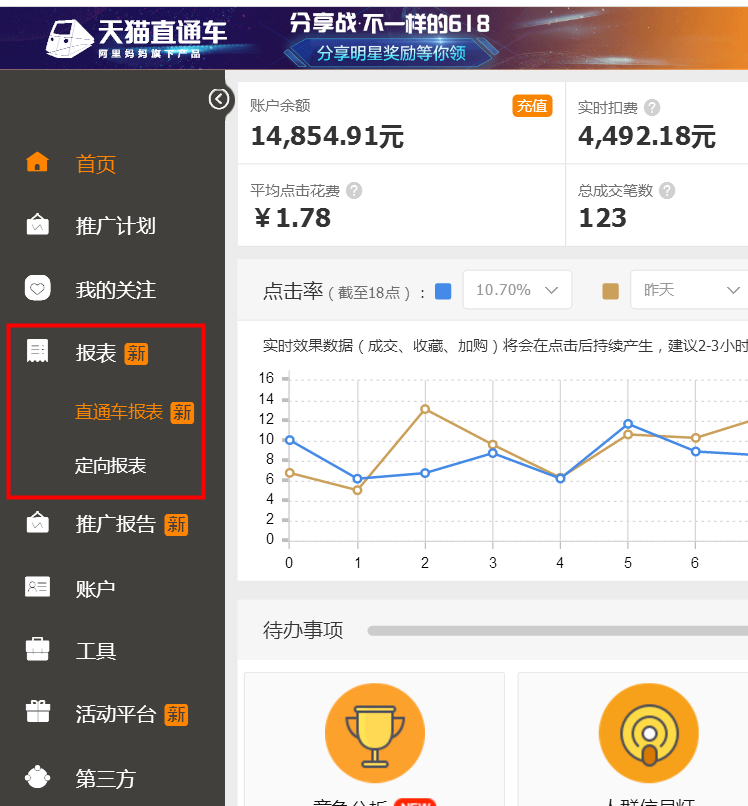 天猫直通车
阿里妈妈旗下产品
分享战·不一样的618
分享明星奖励等你领
首页
推广计划
我的关注
报表 新
直通车报表 新
定向报表
推广报告 新
账户
工具
活动平台 新
第三方
账户余额 充值
14,854.91元
实时扣费 ?
4,492.18元
平均点击花费 ?
￥1.78
总成交笔数 ?
123
点击率（截至18点）： 10.70% 昨天
实时效果数据（成交、收藏、加购）将会在点击后持续产生，建议2-3小时
16
14
12
10
8
6
4
2
0
0 1 2 3 4 5 6
待办事项
竞争分析 NEW
人群信号灯